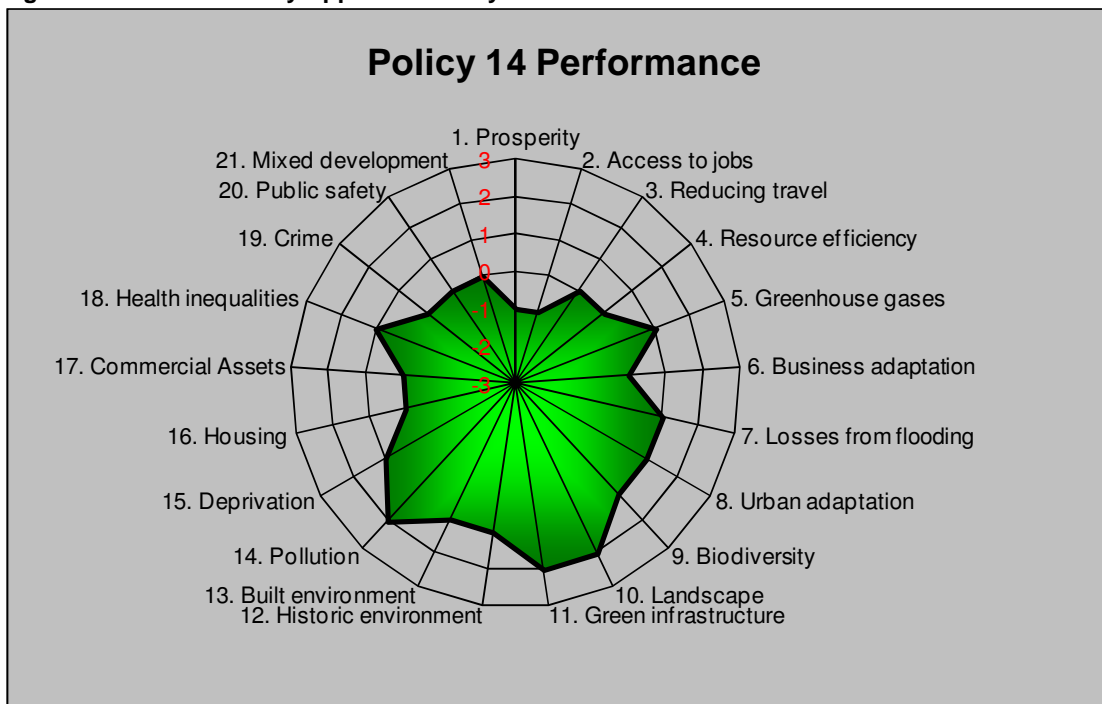 Policy 14 Performance
1. Prosperity
2. Access to jobs
3. Reducing travel
4. Resource efficiency
5. Greenhouse gases
6. Business adaptation
7. Losses from flooding
8. Urban adaptation
9. Biodiversity
10. Landscape
11. Green infrastructure
12. Historic environment
13. Built environment
14. Pollution
15. Deprivation
16. Housing
17. Commercial Assets
18. Health inequalities
19. Crime
20. Public safety
21. Mixed development
3
2
1
0
-1
-2
-3